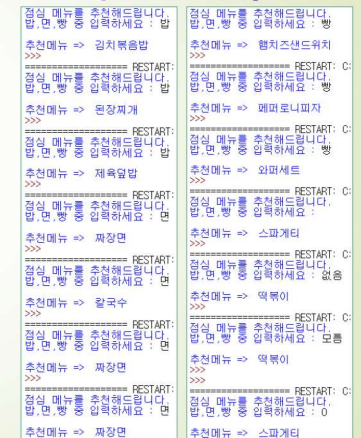 점심 메뉴를 추천해드립니다.
밥,면,빵 중 입력하세요 : 밥
추천메뉴 => 김치볶음밥
>>>
================== RESTART:
점심 메뉴를 추천해드립니다.
밥,면,빵 중 입력하세요 : 밥
추천메뉴 => 된장찌개
>>>
================== RESTART:
점심 메뉴를 추천해드립니다.
밥,면,빵 중 입력하세요 : 밥
추천메뉴 => 제육덮밥
>>>
================== RESTART:
점심 메뉴를 추천해드립니다.
밥,면,빵 중 입력하세요 : 면
추천메뉴 => 짜장면
>>>
================== RESTART:
점심 메뉴를 추천해드립니다.
밥,면,빵 중 입력하세요 : 면
추천메뉴 => 칼국수
>>>
================== RESTART:
점심 메뉴를 추천해드립니다.
밥,면,빵 중 입력하세요 : 면
추천메뉴 => 짜장면
>>>
================== RESTART:
점심 메뉴를 추천해드립니다.
밥,면,빵 중 입력하세요 : 면
추천메뉴 => 짜장면
점심 메뉴를 추천해드립니다.
밥,면,빵 중 입력하세요 : 빵
추천메뉴 => 햄치즈샌드위치
>>>
================== RESTART: C:
점심 메뉴를 추천해드립니다.
밥,면,빵 중 입력하세요 : 빵
추천메뉴 => 페퍼로니피자
>>>
================== RESTART: C:
점심 메뉴를 추천해드립니다.
밥,면,빵 중 입력하세요 : 빵
추천메뉴 => 와퍼세트
>>>
================== RESTART: C:
점심 메뉴를 추천해드립니다.
밥,면,빵 중 입력하세요 :
추천메뉴 => 스파게티
>>>
================== RESTART: C:
점심 메뉴를 추천해드립니다.
밥,면,빵 중 입력하세요 : 없음
추천메뉴 => 떡볶이
>>>
================== RESTART: C:
점심 메뉴를 추천해드립니다.
밥,면,빵 중 입력하세요 : 모름
추천메뉴 => 떡볶이
>>>
>>>
================== RESTART: C:
점심 메뉴를 추천해드립니다.
밥,면,빵 중 입력하세요 : 0
추천메뉴 => 스파게티